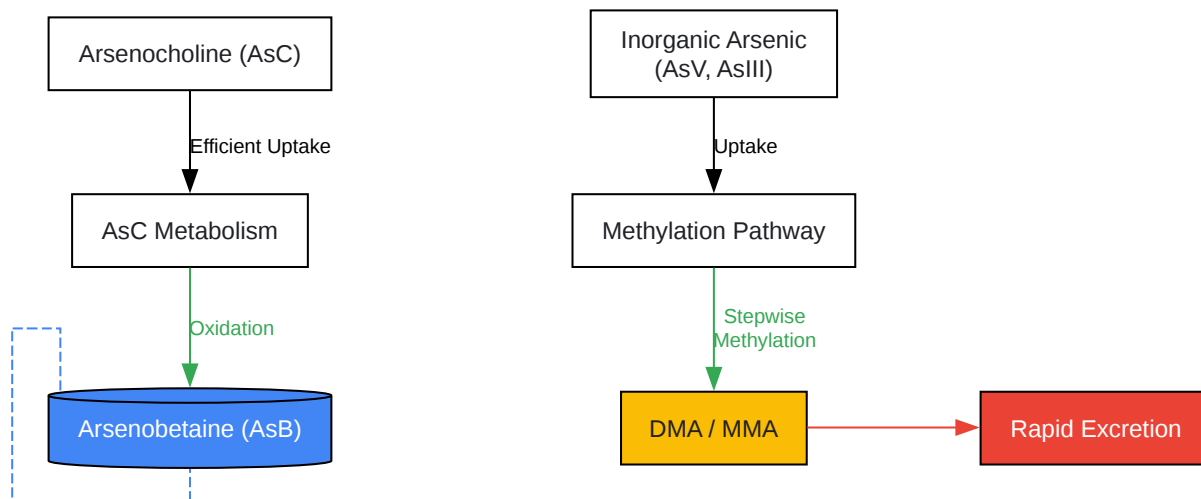 Arsenocholine (AsC)
Efficient Uptake
AsC Metabolism
Oxidation
Arsenobetaine (AsB)
Inorganic Arsenic
(AsV, AsIII)
Uptake
Methylation Pathway
Stepwise
Methylation
DMA / MMA
Rapid Excretion